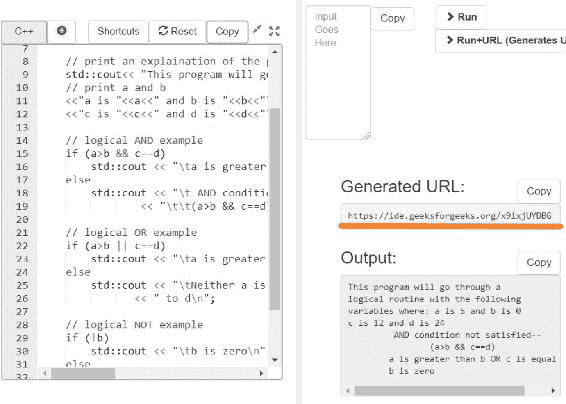 C++
Shortcuts
Reset
Copy
7
8 // print an explaination of the p
9 std::cout<< "This program will go
10 // print a and b
11 <<"a is "<<a<<" and b is "<<b<<"
12 <<"c is "<<c<<" and d is "<<d<<"
13
14 // logical AND example
15 if (a>b && c==d)
16 std::cout << "\ta is greater
17 else
18 std::cout << "\t AND conditi
19 << "\t\t(a>b && c==d
20
21 // logical OR example
22 if (a>b || c==d)
23 std::cout << "\ta is greater
24 else
25 std::cout << "\tNeither a is
26 << " to d\n";
27
28 // logical NOT example
29 if (!b)
30 std::cout << "\tb is zero\n"
31 else
32
Input
Goes
Here.
Copy
Run
Run+URL (Generates U
Generated URL:
Copy
https://ide.geeksforgeeks.org/x9ixjUYDBG
Output:
Copy
This program will go through a
logical routine with the following
variables where: a is 5 and b is 0
c is 12 and d is 24
AND condition not satisfied--
(a>b && c==d)
a is greater than b OR c is equal
b is zero